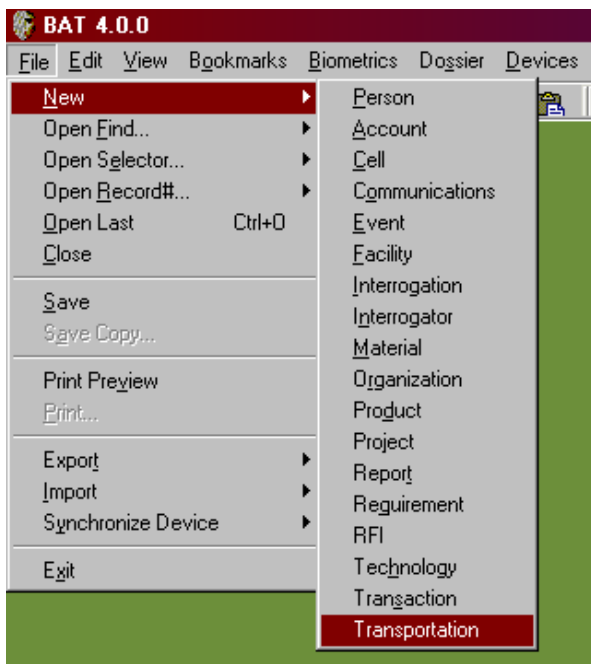 BAT 4.0.0
File Edit View Bookmarks Biometrics Dossier Devices
New
Open Find...
Open Selector...
Open Record#...
Open Last Ctrl+O
Close
Save
Save Copy...
Print Preview
Print...
Export
Import
Synchronize Device
Exit
Person
Account
Cell
Communications
Event
Facility
Interrogation
Interrogator
Material
Organization
Product
Project
Report
Requirement
RFI
Technology
Transaction
Transportation